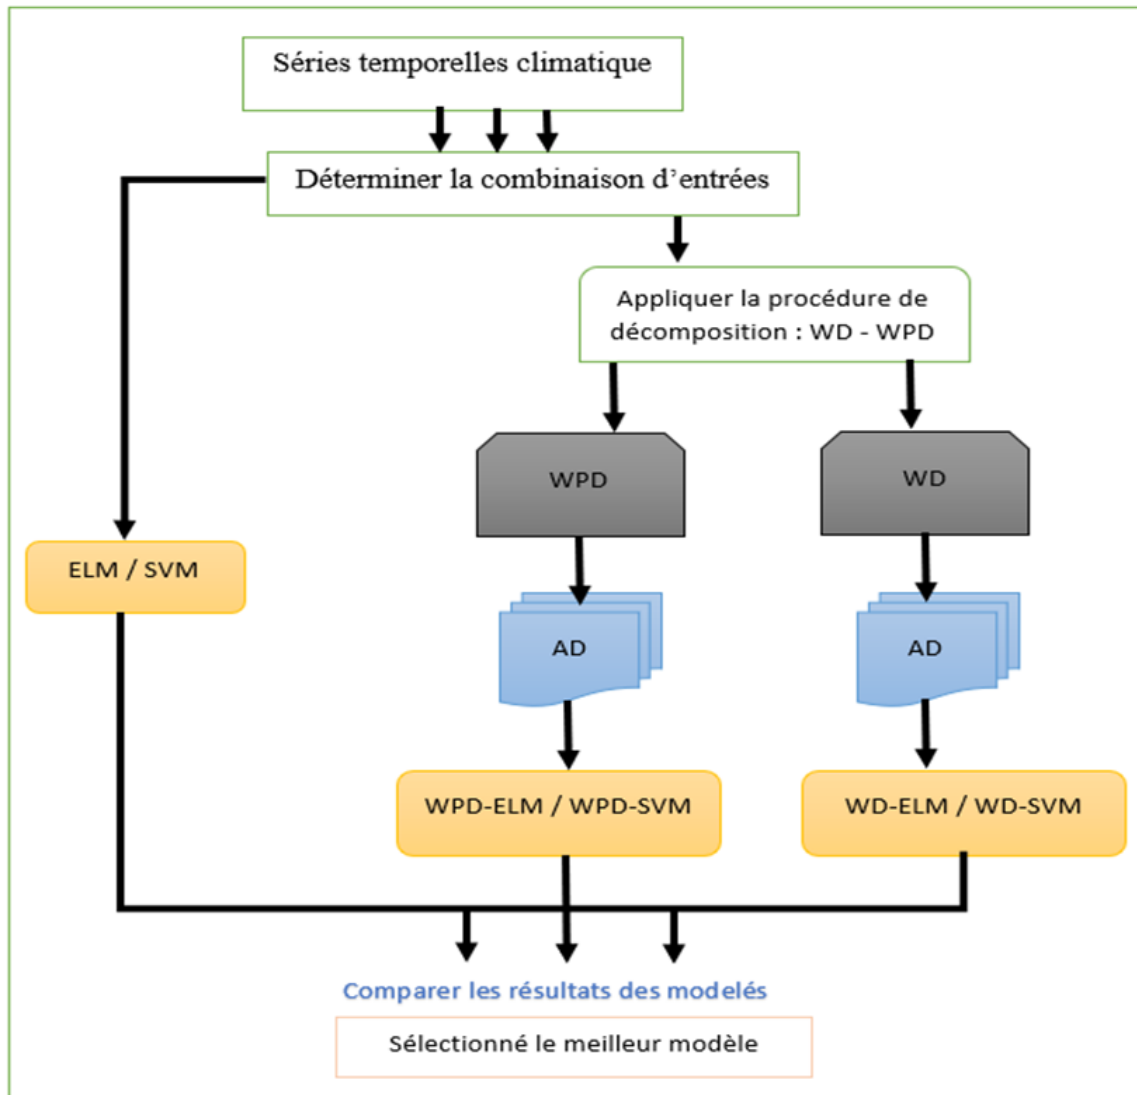 Séries temporelles climatique
Déterminer la combinaison d’entrées
Appliquer la procédure de
décomposition : WD - WPD
WPD
WD
ELM / SVM
AD
AD
WPD-ELM / WPD-SVM
WD-ELM / WD-SVM
Comparer les résultats des modelés
Sélectionné le meilleur modèle